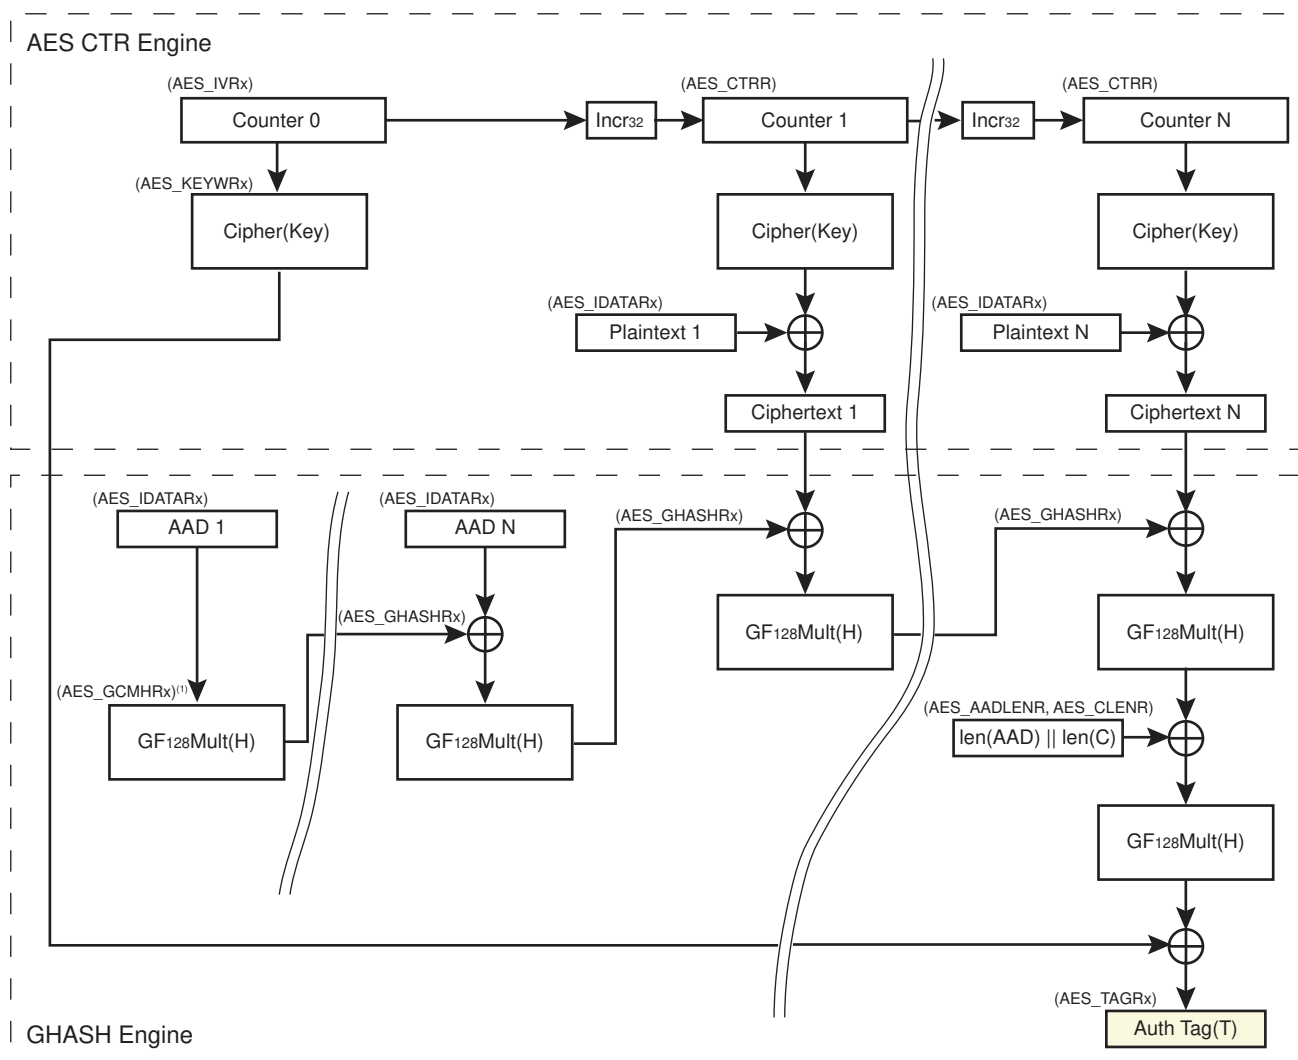 AES CTR Engine
(AES_IVRx)
(AES_CTRR)
(AES_CTRR)
Counter 0
Incr32
Counter 1
Incr32
Counter N
(AES_KEYWRx)
Cipher(Key)
Cipher(Key)
Cipher(Key)
(AES_IDATARx)
(AES_IDATARx)
Plaintext 1
Plaintext N
Ciphertext 1
Ciphertext N
(AES_IDATARx)
(AES_IDATARx)
(AES_GHASHRx)
(AES_GHASHRx)
AAD 1
AAD N
(AES_GHASHRx)
GF128Mult(H)
GF128Mult(H)
(AES_GCMHRx)(1)
(AES_AADLENR, AES_CLENR)
GF128Mult(H)
GF128Mult(H)
len(AAD) || len(C)
GF128Mult(H)
(AES_TAGRx)
Auth Tag(T)
GHASH Engine